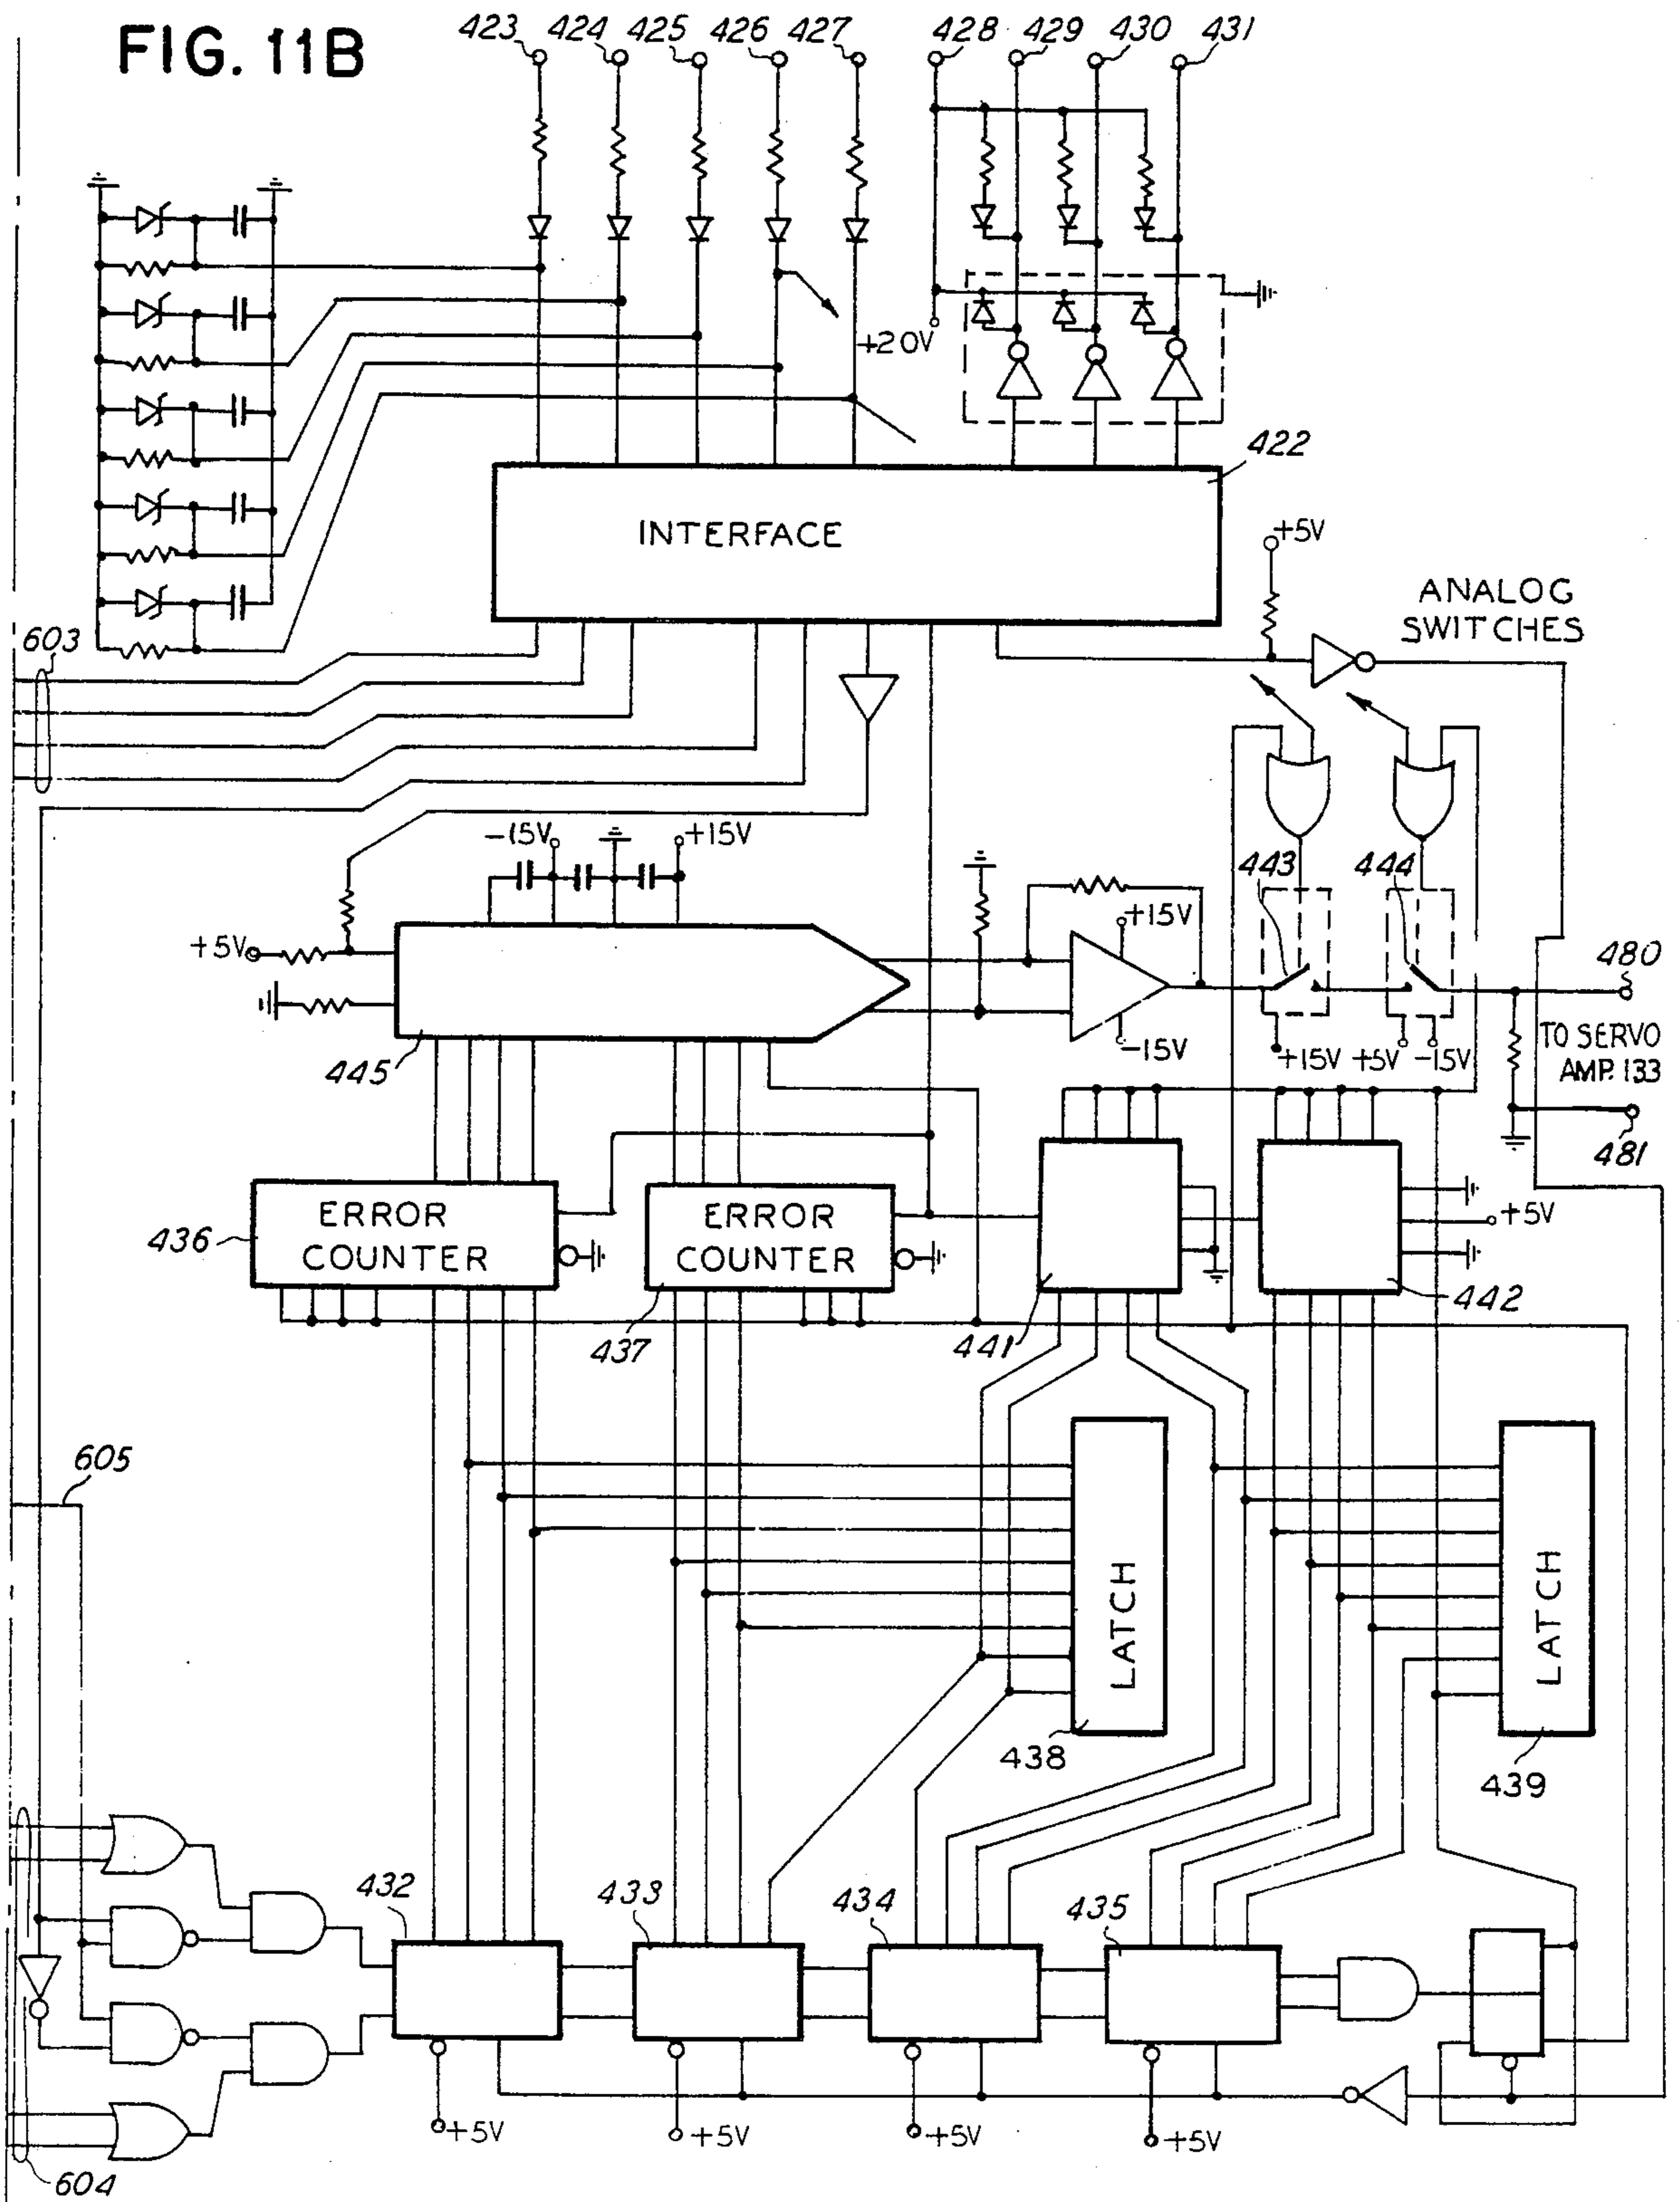 FIG. 11B
423 424 425 426 427 428 429 430 431
+20V
422
INTERFACE
+5V
ANALOG
SWITCHES
603
-15V +15V
443 444
+15V
+5V
480
-15V
+15V +5V -15V
TO SERVO
AMP. 133
445
481
436
ERROR
COUNTER
ERROR
COUNTER
+5V
442
437
441
605
LATCH
LATCH
438
439
432 433 434 435
+5V +5V +5V +5V
604